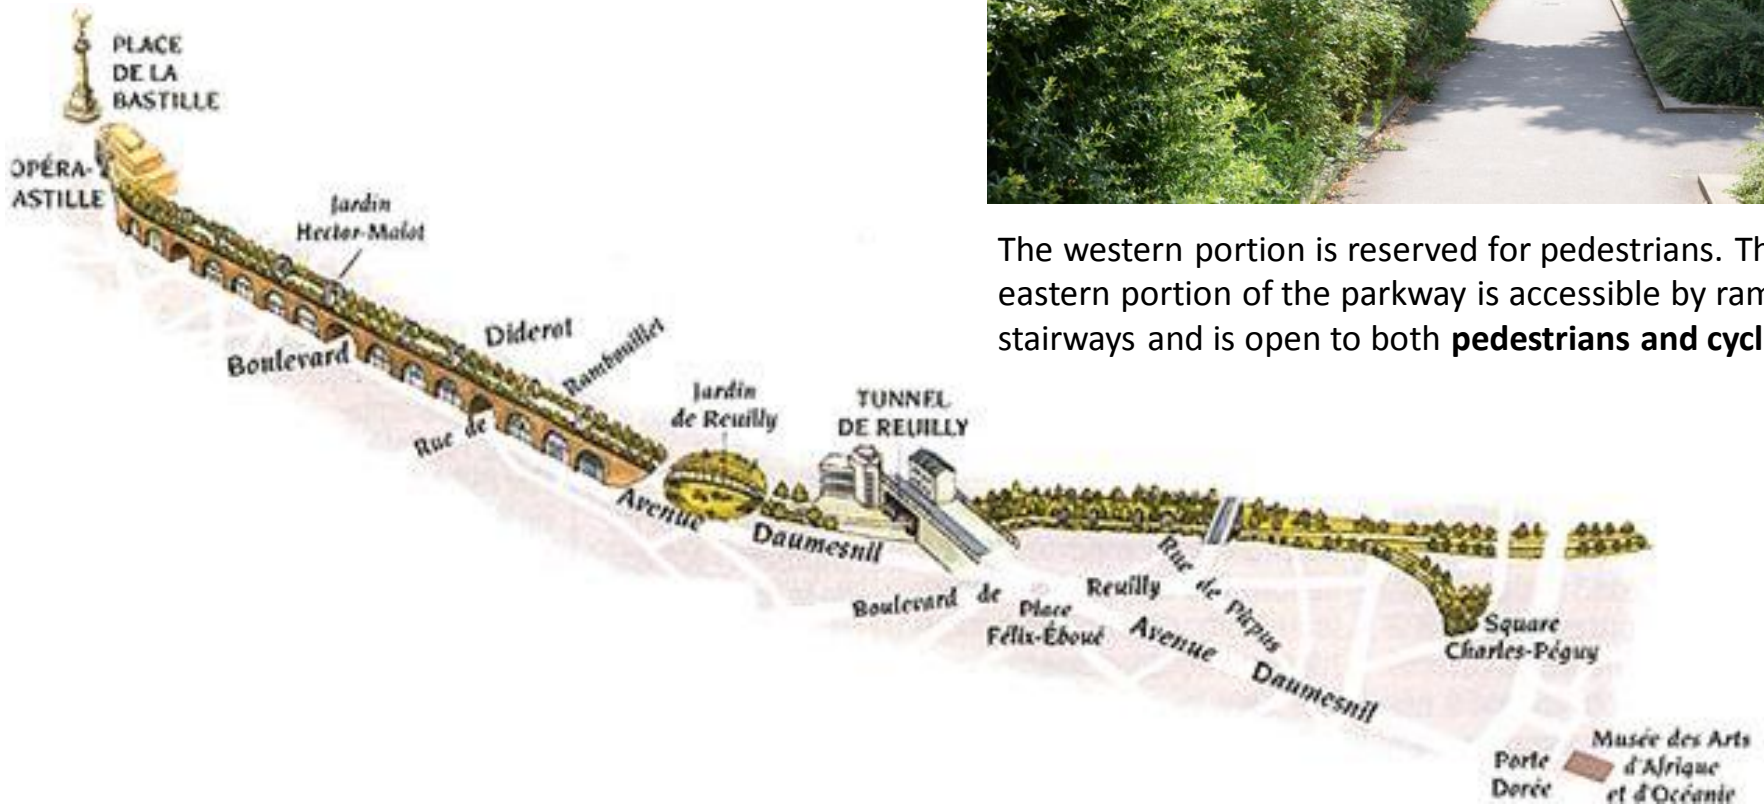 PLACE
DE LA
BASTILLE
OPÉRA-
ASTILLE
Jardin
Hector-Malot
The western portion is reserved for pedestrians. Th
eastern portion of the parkway is accessible by ram
stairways and is open to both pedestrians and cycl
Boulevard Diderot
Rue de Rambouillet
Jardin
de Reuilly
TUNNEL
DE REUILLY
Avenue Daumesnil
Boulevard de Reuilly
Rue de Picpus
Place
Félix-Éboué
Avenue Daumesnil
Square
Charles-Péguy
Porte
Dorée
Musée des Arts
d'Afrique
et d'Océanie